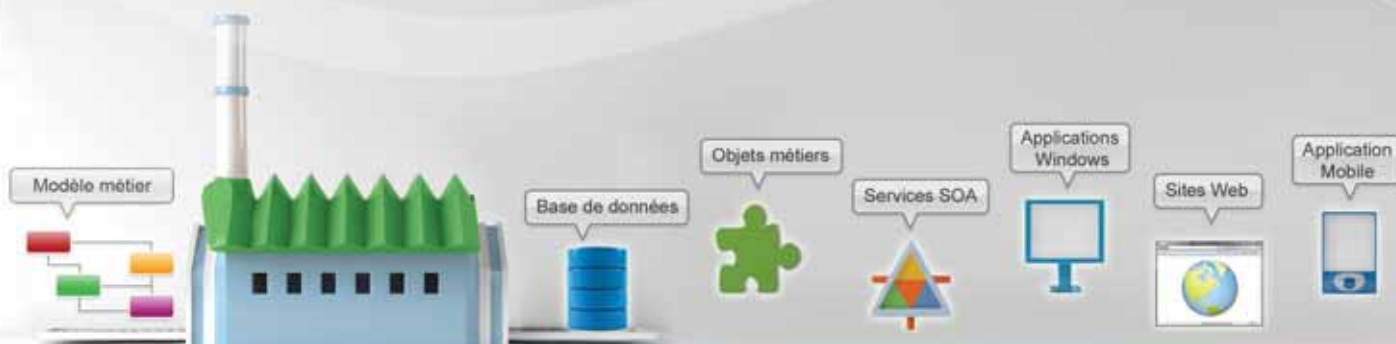 Modèle métier
Base de données
Objets métiers
Services SOA
Applications
Windows
Sites Web
Application
Mobile